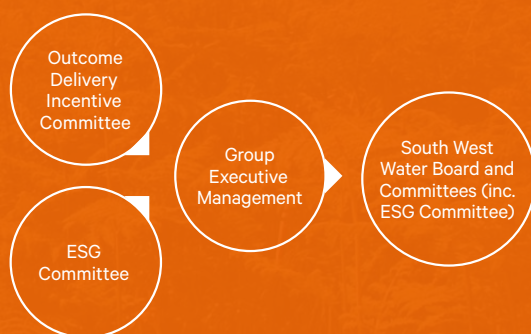 Outcome
Delivery
Incentive
Committee
ESG
Committee
Group
Executive
Management
South West
Water Board and
Committees (inc.
ESG Committee)